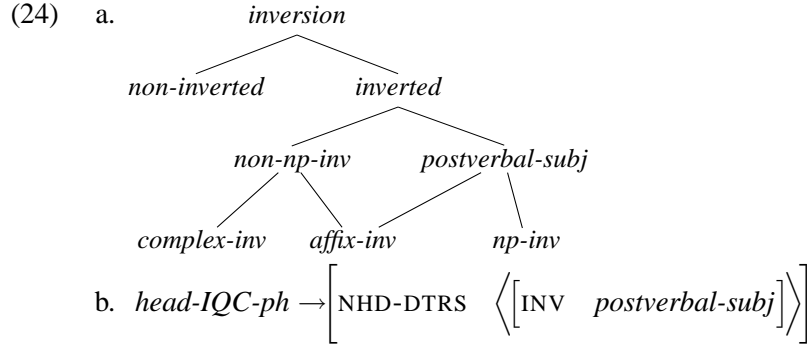 (24) a. inversion
non-inverted inverted
non-np-inv postverbal-subj
complex-inv affix-inv np-inv
b. head-IQC-ph → [NHD-DTRS ⟨[INV postverbal-subj]⟩]